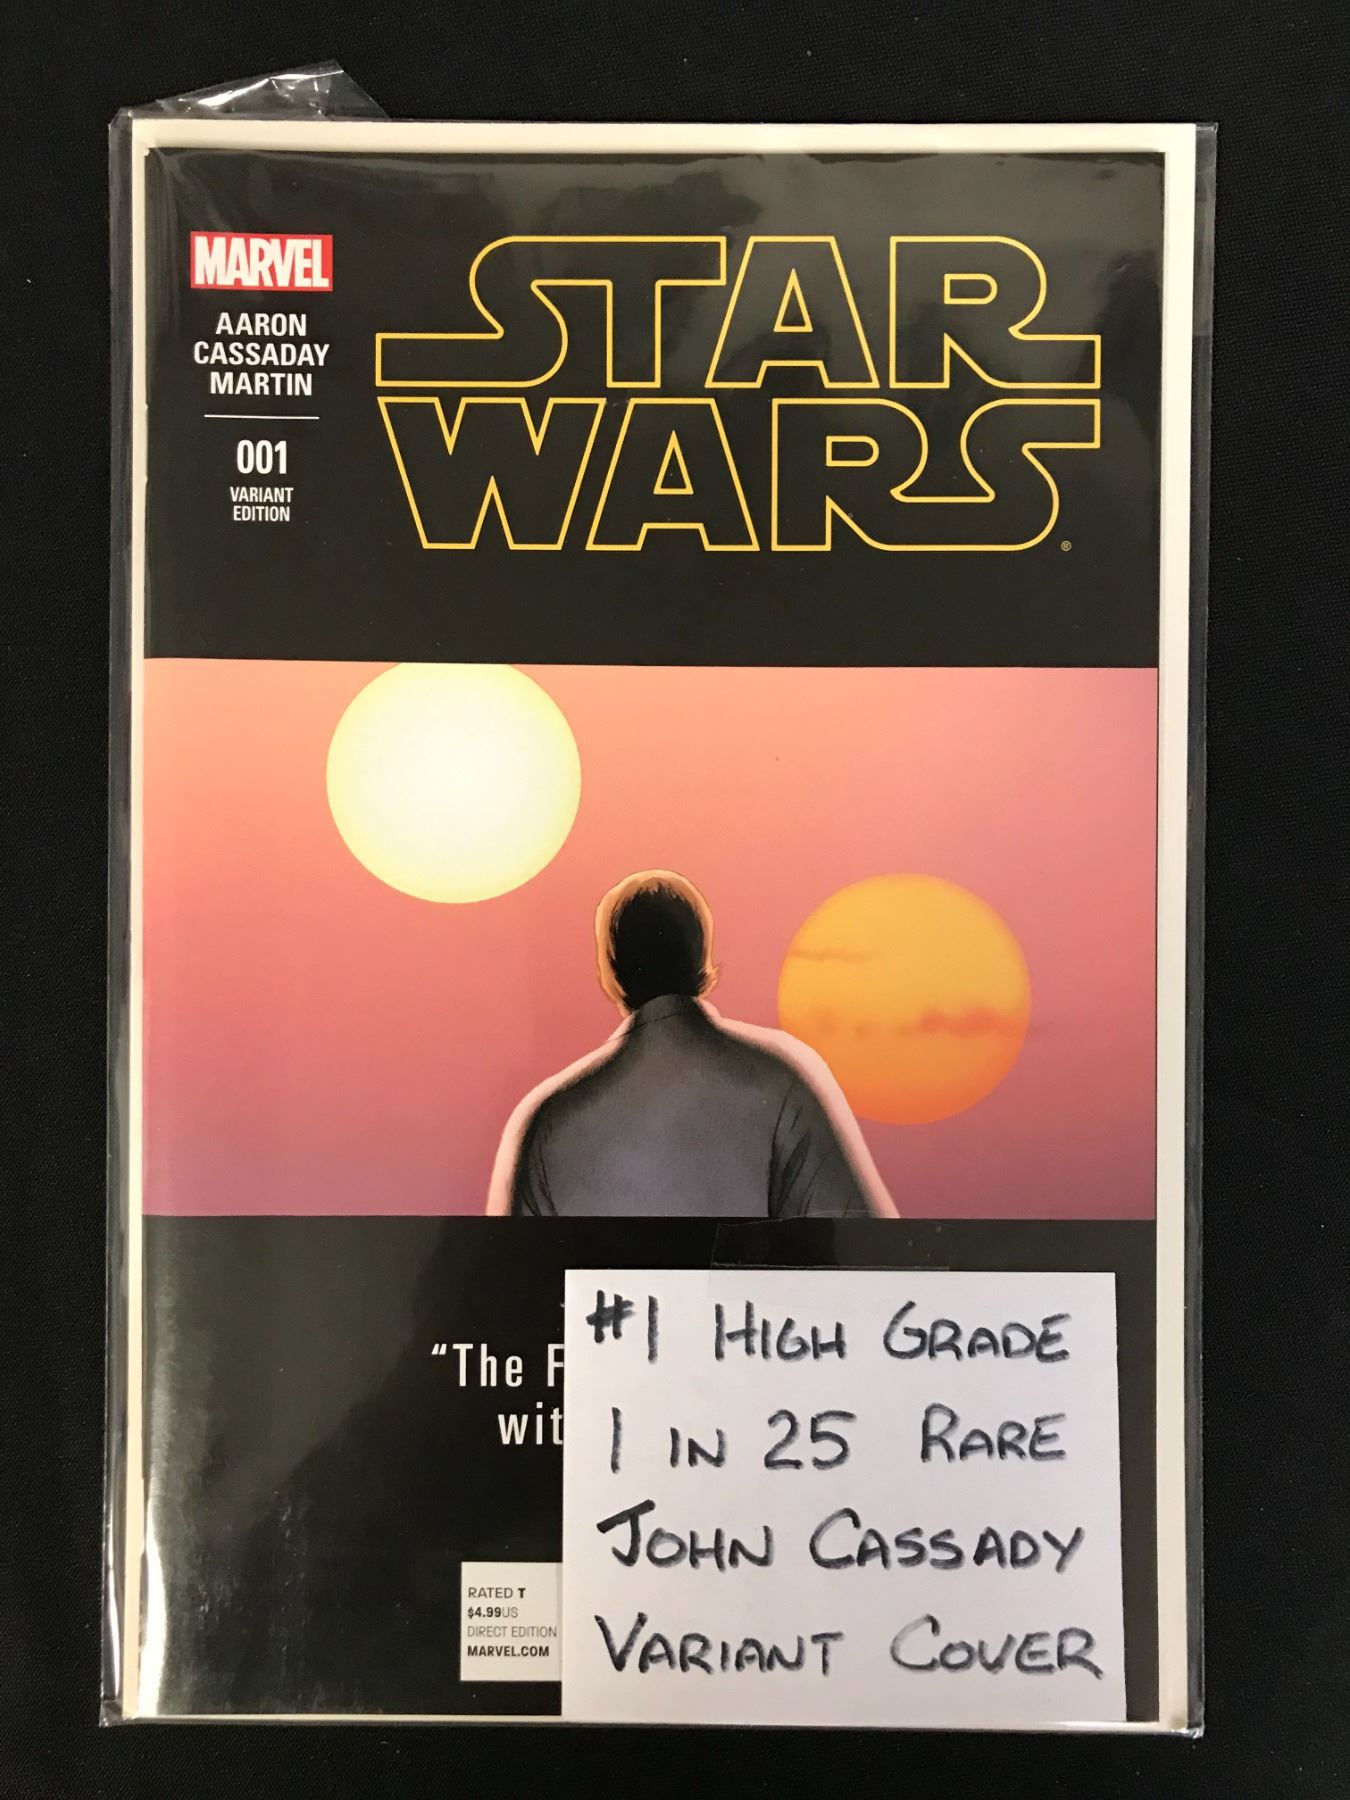 MARVEL
AARON
CASSADAY
MARTIN
001
VARIANT
EDITION
STAR
WARS®
"The F
wit
RATED T
$4.99US
DIRECT EDITION
MARVEL.COM
#1 HIGH GRADE
1 IN 25 RARE
JOHN CASSADY
VARIANT COVER